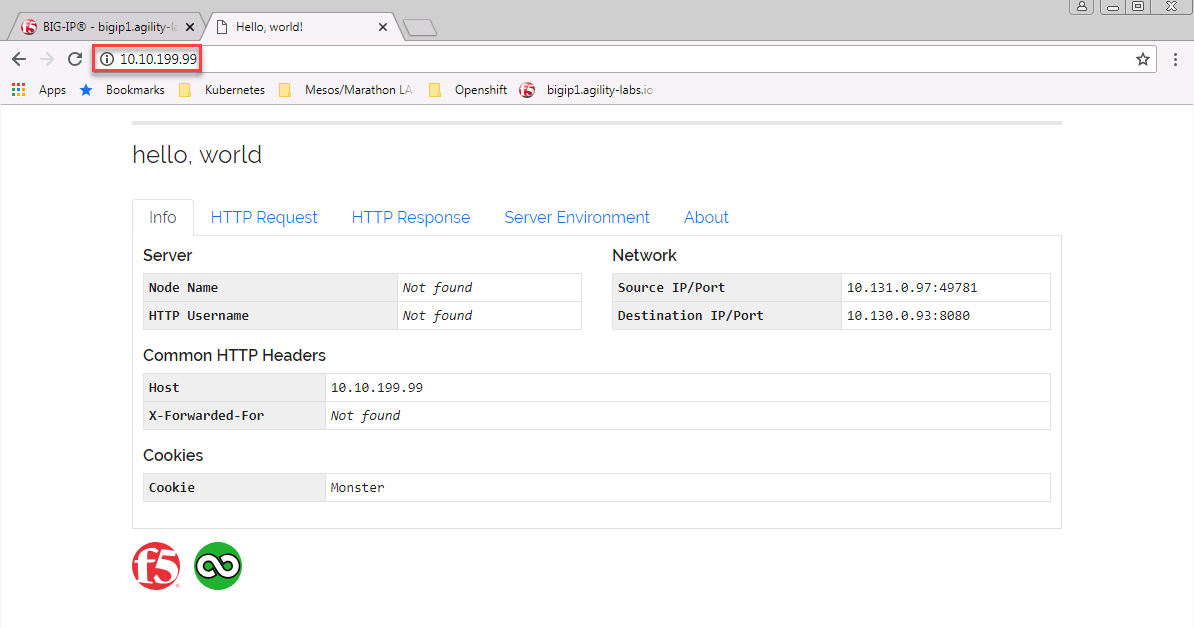 BIG-IP® - bigip1.agility-la
Hello, world!
10.10.199.99
Apps Bookmarks Kubernetes Mesos/Marathon LA Openshift bigip1.agility-labs.io
hello, world
Info HTTP Request HTTP Response Server Environment About
Server
Node Name Not found
HTTP Username Not found
Network
Source IP/Port 10.131.0.97:49781
Destination IP/Port 10.130.0.93:8080
Common HTTP Headers
Host 10.10.199.99
X-Forwarded-For Not found
Cookies
Cookie Monster
f5